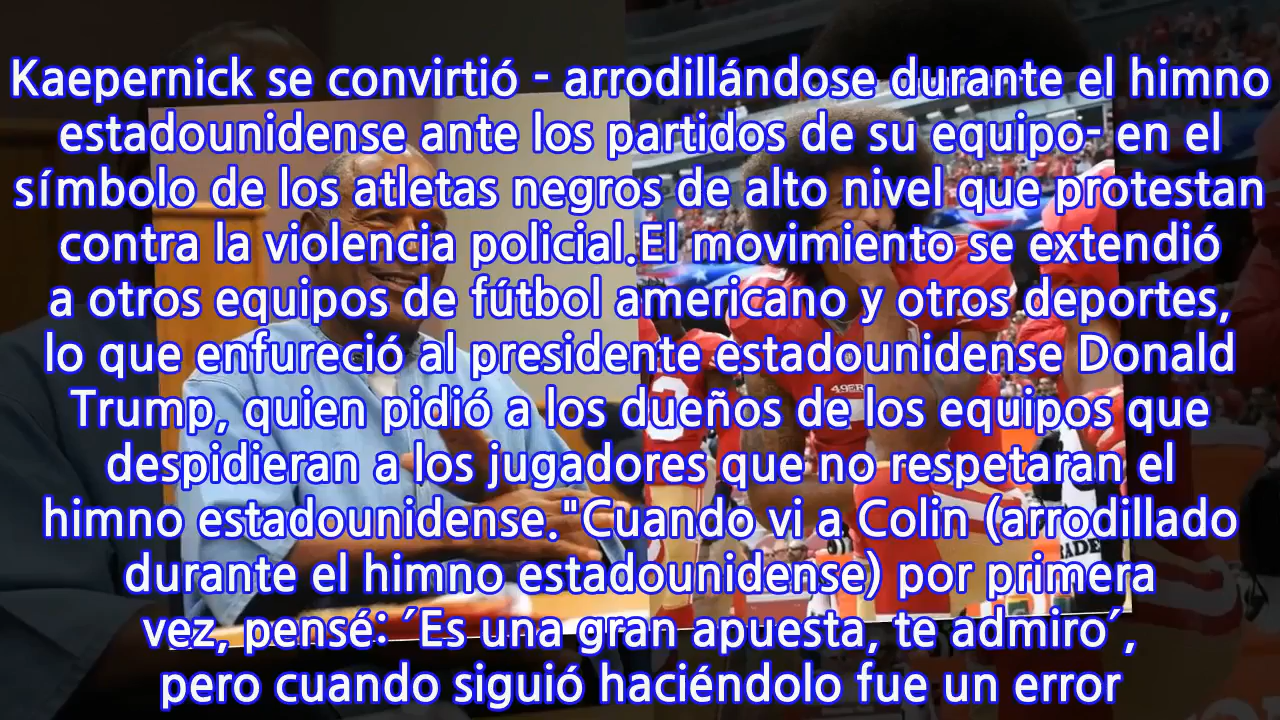 Kaepernick se convirtió - arrodillándose durante el himno
estadounidense ante los partidos de su equipo- en el
símbolo de los atletas negros de alto nivel que protestan
contra la violencia policial.El movimiento se extendió
a otros equipos de fútbol americano y otros deportes,
lo que enfureció al presidente estadounidense Donald
Trump, quien pidió a los dueños de los equipos que
despidieran a los jugadores que no respetaran el
himno estadounidense."Cuando vi a Colin (arrodillado
durante el himno estadounidense) por primera
vez, pensé: ´Es una gran apuesta, te admiro´,
pero cuando siguió haciéndolo fue un error
49ER